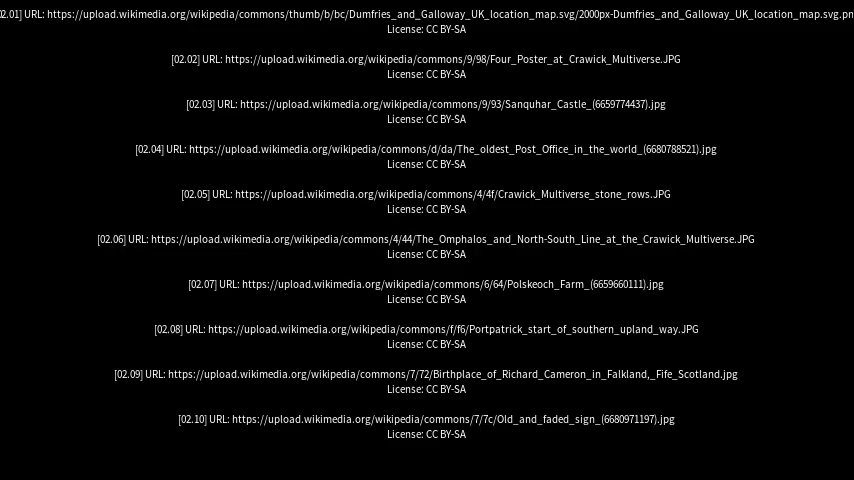 02.01] URL: https://upload.wikimedia.org/wikipedia/commons/thumb/b/bc/Dumfries_and_Galloway_UK_location_map.svg/2000px-Dumfries_and_Galloway_UK_location_map.svg.pn
License: CC BY-SA
[02.02] URL: https://upload.wikimedia.org/wikipedia/commons/9/98/Four_Poster_at_Crawick_Multiverse.JPG
License: CC BY-SA
[02.03] URL: https://upload.wikimedia.org/wikipedia/commons/9/93/Sanquhar_Castle_(6659774437).jpg
License: CC BY-SA
[02.04] URL: https://upload.wikimedia.org/wikipedia/commons/d/da/The_oldest_Post_Office_in_the_world_(6680788521).jpg
License: CC BY-SA
[02.05] URL: https://upload.wikimedia.org/wikipedia/commons/4/4f/Crawick_Multiverse_stone_rows.JPG
License: CC BY-SA
[02.06] URL: https://upload.wikimedia.org/wikipedia/commons/4/44/The_Omphalos_and_North-South_Line_at_the_Crawick_Multiverse.JPG
License: CC BY-SA
[02.07] URL: https://upload.wikimedia.org/wikipedia/commons/6/64/Polskeoch_Farm_(6659660111).jpg
License: CC BY-SA
[02.08] URL: https://upload.wikimedia.org/wikipedia/commons/f/f6/Portpatrick_start_of_southern_upland_way.JPG
License: CC BY-SA
[02.09] URL: https://upload.wikimedia.org/wikipedia/commons/7/72/Birthplace_of_Richard_Cameron_in_Falkland,_Fife_Scotland.jpg
License: CC BY-SA
[02.10] URL: https://upload.wikimedia.org/wikipedia/commons/7/7c/Old_and_faded_sign_(6680971197).jpg
License: CC BY-SA